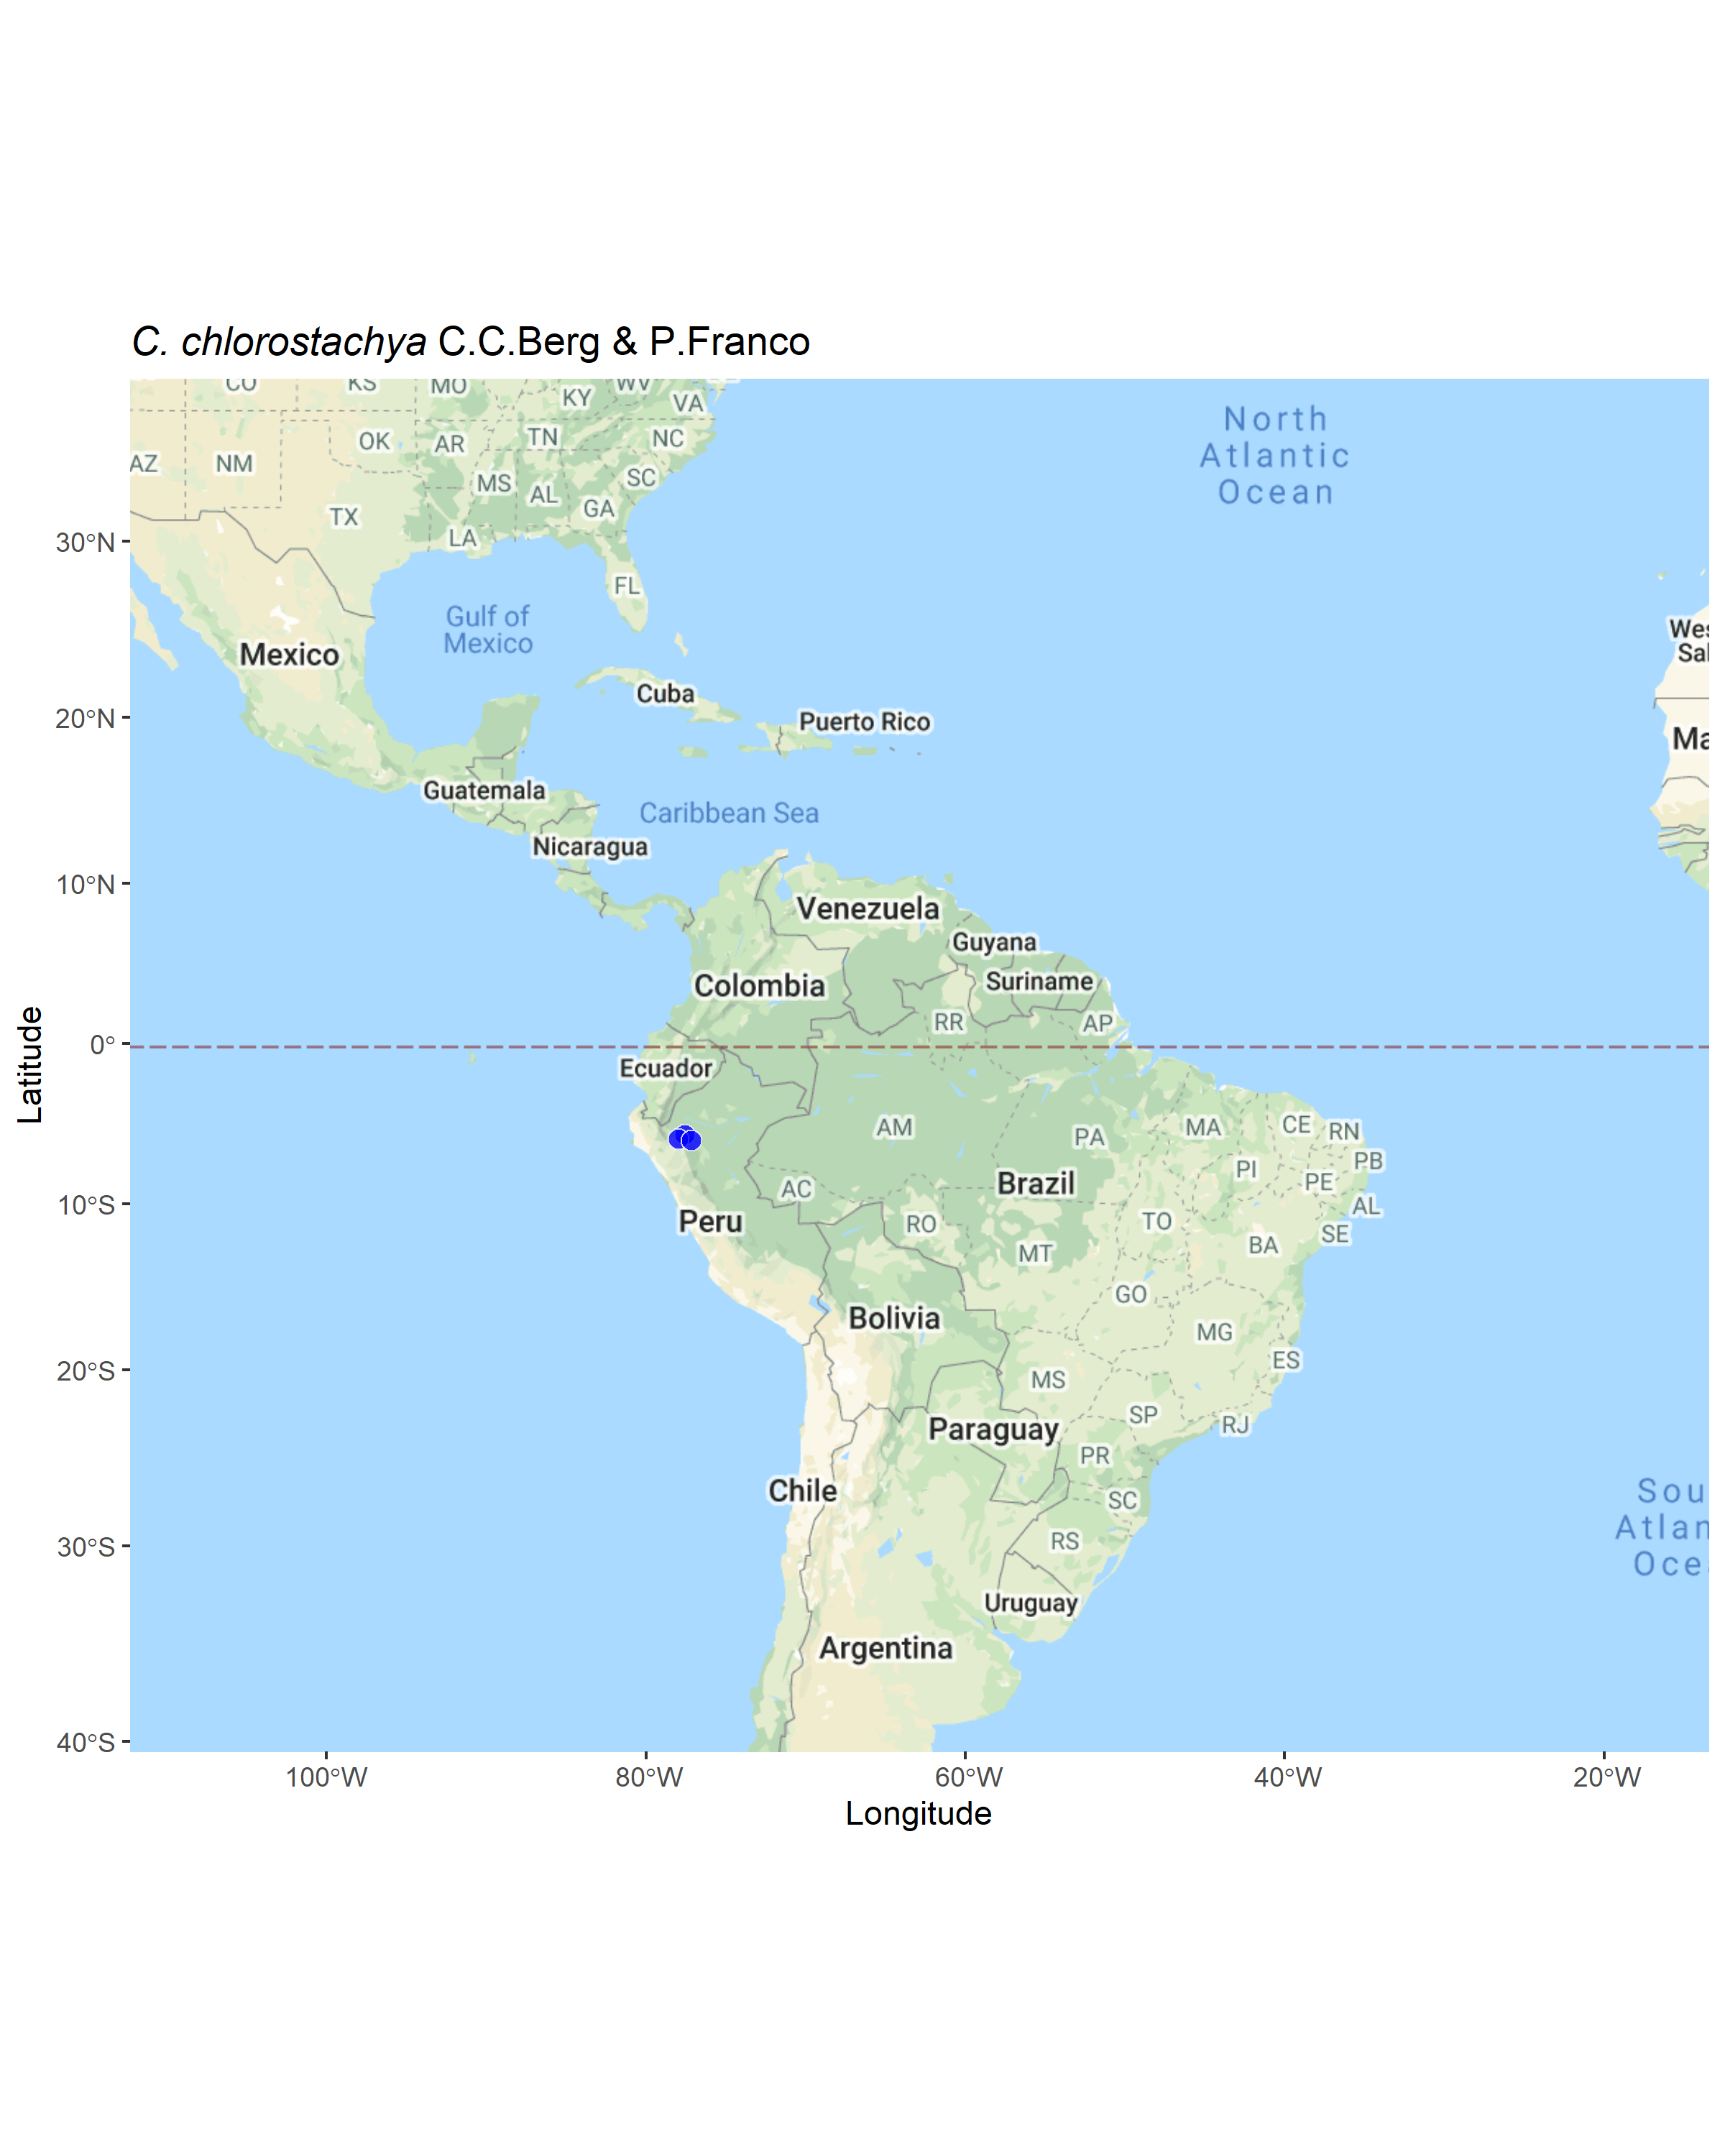 C. chlorostachya C.C.Berg & P.Franco
CO
KS
MO
KY
WV
VA
OK
AR
TN
NC
AZ
NM
MS
AL
SC
GA
TX
LA
FL
North
Atlantic
Ocean
30°N
Gulf of
Mexico
Mexico
Wes
Sal
Cuba
20°N
Puerto Rico
Ma
Guatemala
Caribbean Sea
Nicaragua
10°N
Venezuela
Guyana
Colombia
Suriname
RR
AP
0°
Ecuador
Latitude
AM
PA
MA
CE
RN
PI
PB
Brazil
PE
AC
10°S
AL
Peru
RO
TO
SE
MT
BA
GO
Bolivia
MG
ES
20°S
MS
SP
RJ
Paraguay
PR
Chile
SC
Sou
Atlan
Ocea
RS
30°S
Uruguay
Argentina
40°S
100°W
80°W
60°W
40°W
20°W
Longitude